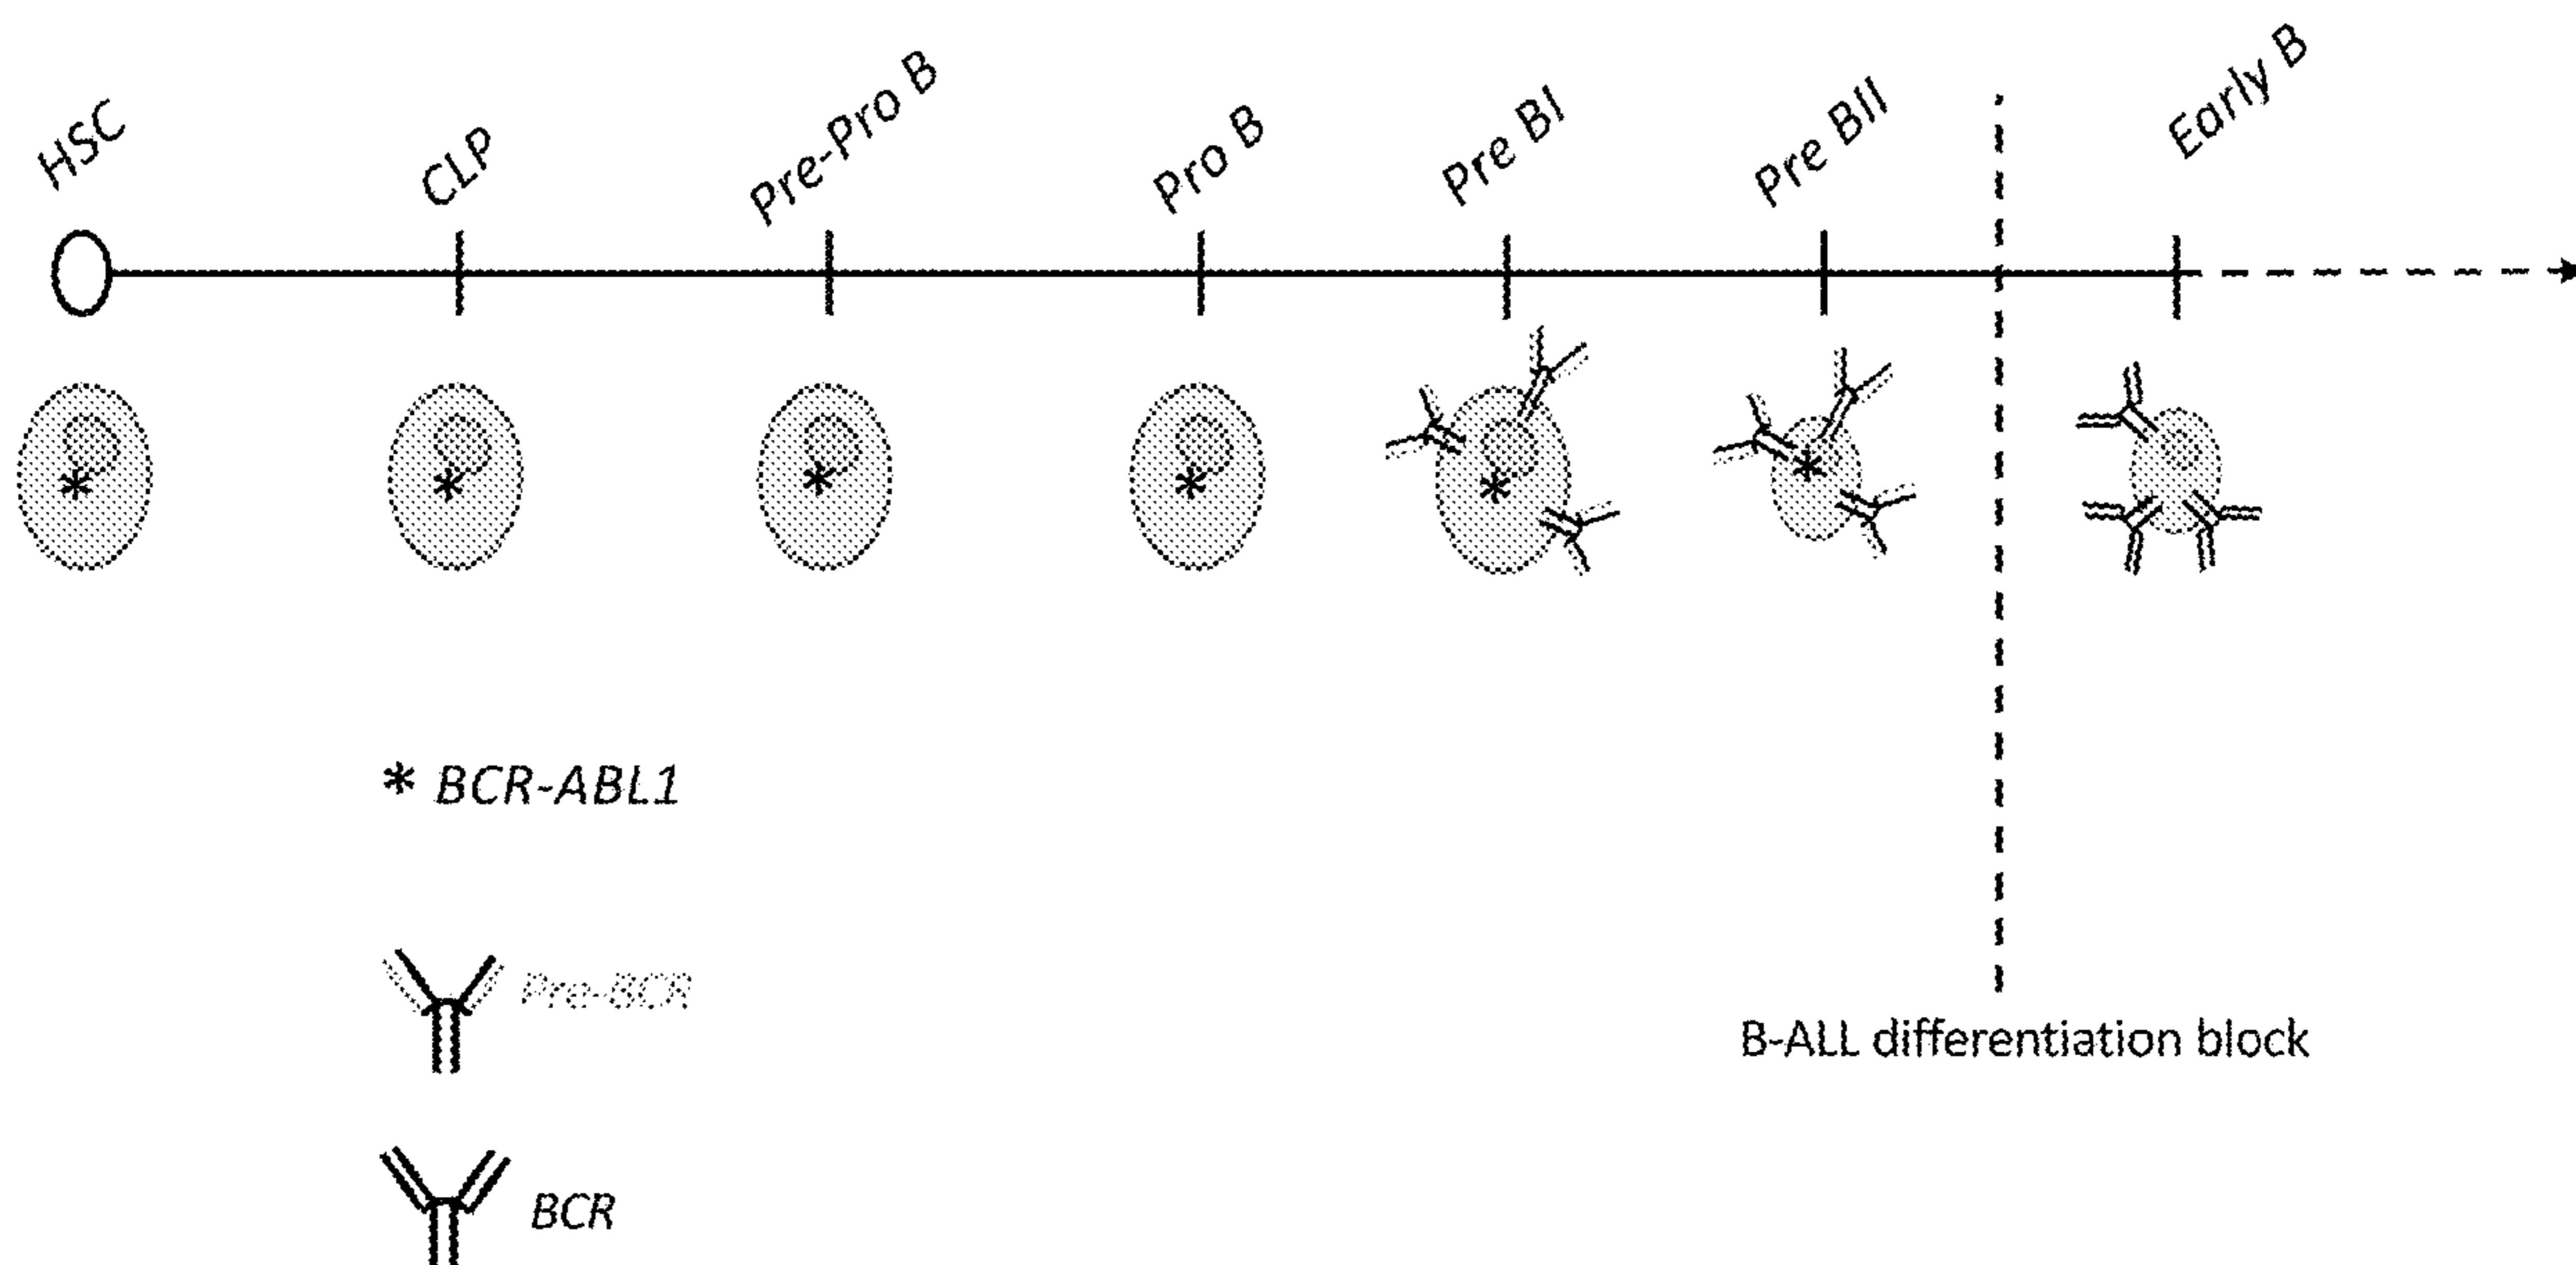 HSC
CLP
Pre-Pro B
Pro B
Pre BI
Pre BII
Early B
* BCR-ABL1
Pre-BCR
BCR
B-ALL differentiation block